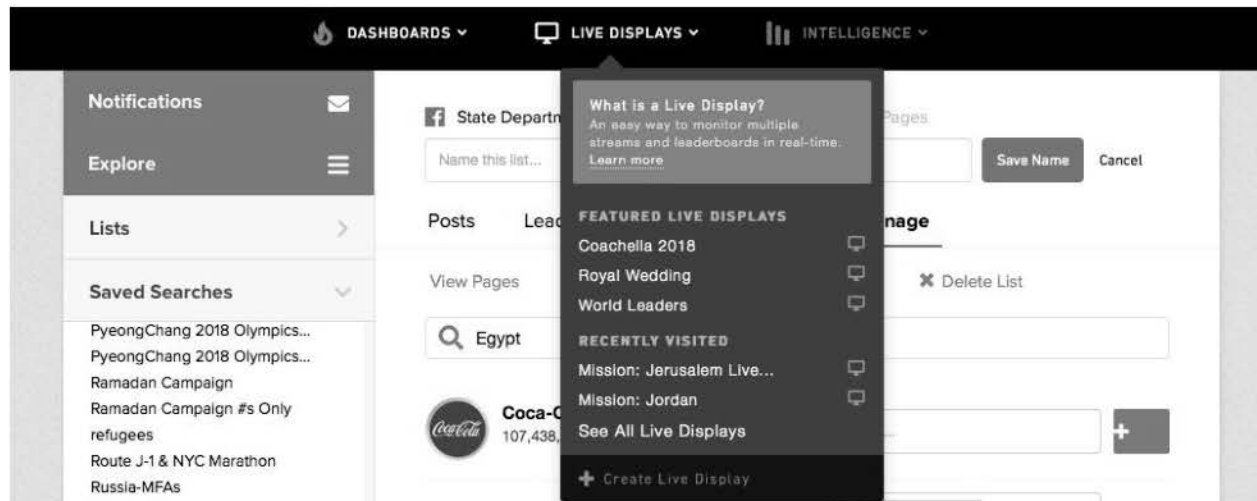 DASHBOARDS
LIVE DISPLAYS
INTELLIGENCE
Notifications
Explore
Lists
Saved Searches
PyeongChang 2018 Olympics...
PyeongChang 2018 Olympics...
Ramadan Campaign
Ramadan Campaign #s Only
refugees
Route J-1 & NYC Marathon
Russia-MFAs
State Departm
Pages
Name this list...
Save Name
Cancel
Posts
Lead
nage
View Pages
Delete List
Egypt
Coca-C
107,438,
Coca-Cola
What is a Live Display?
An easy way to monitor multiple
streams and leaderboards in real-time.
Learn more
FEATURED LIVE DISPLAYS
Coachella 2018
Royal Wedding
World Leaders
RECENTLY VISITED
Mission: Jerusalem Live...
Mission: Jordan
See All Live Displays
Create Live Display